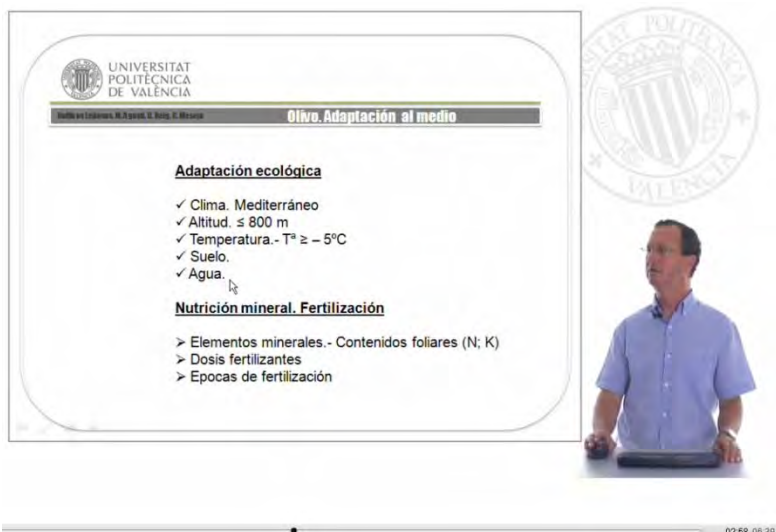 UNIVERSITAT
POLITÈCNICA
DE VALÈNCIA
Olivo. Adaptación al medio
Adaptación ecológica
✓ Clima. Mediterráneo
✓ Altitud. ≤ 800 m
✓ Temperatura.- Tª ≥ – 5ºC
✓ Suelo.
✓ Agua.
Nutrición mineral. Fertilización
➢ Elementos minerales.- Contenidos foliares (N; K)
➢ Dosis fertilizantes
➢ Epocas de fertilización
02:58 06:30